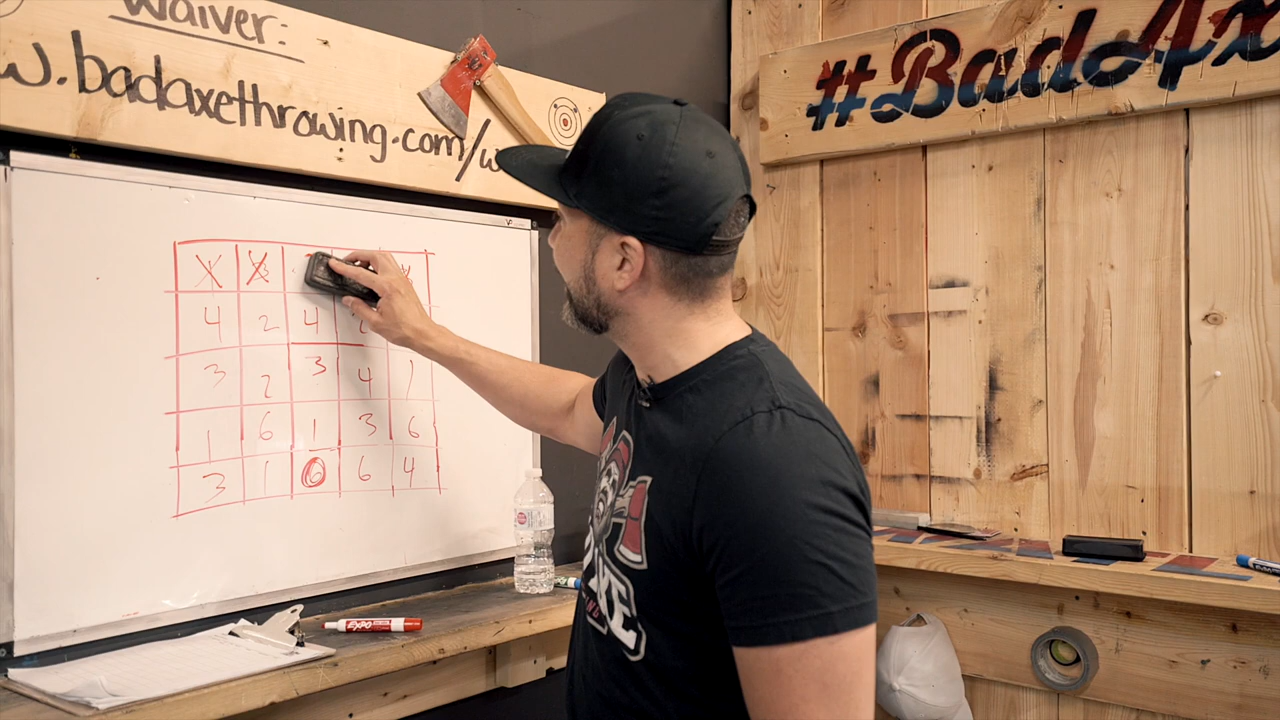 Waiver:
w.badaxethrowing.com/w
#BadAx
X X
4 2 4
3 2 3 4 1
1 6 1 3 6
3 1 6 6 4
EXPO